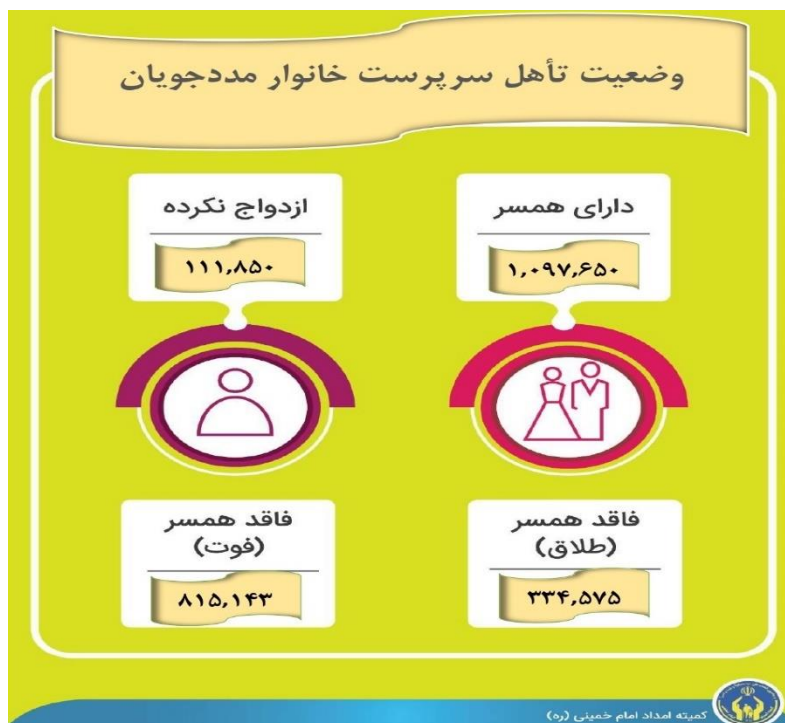 وضعیت تأهل سرپرست خانوار مددجویان
دارای همسر
۱,۰۹۷,۶۵۰
ازدواج نکرده
۱۱۱,۸۵۰
فاقد همسر
(طلاق)
۳۳۴,۵۷۵
فاقد همسر
(فوت)
۸۱۵,۱۴۳
کمیته امداد امام خمینی (ره)